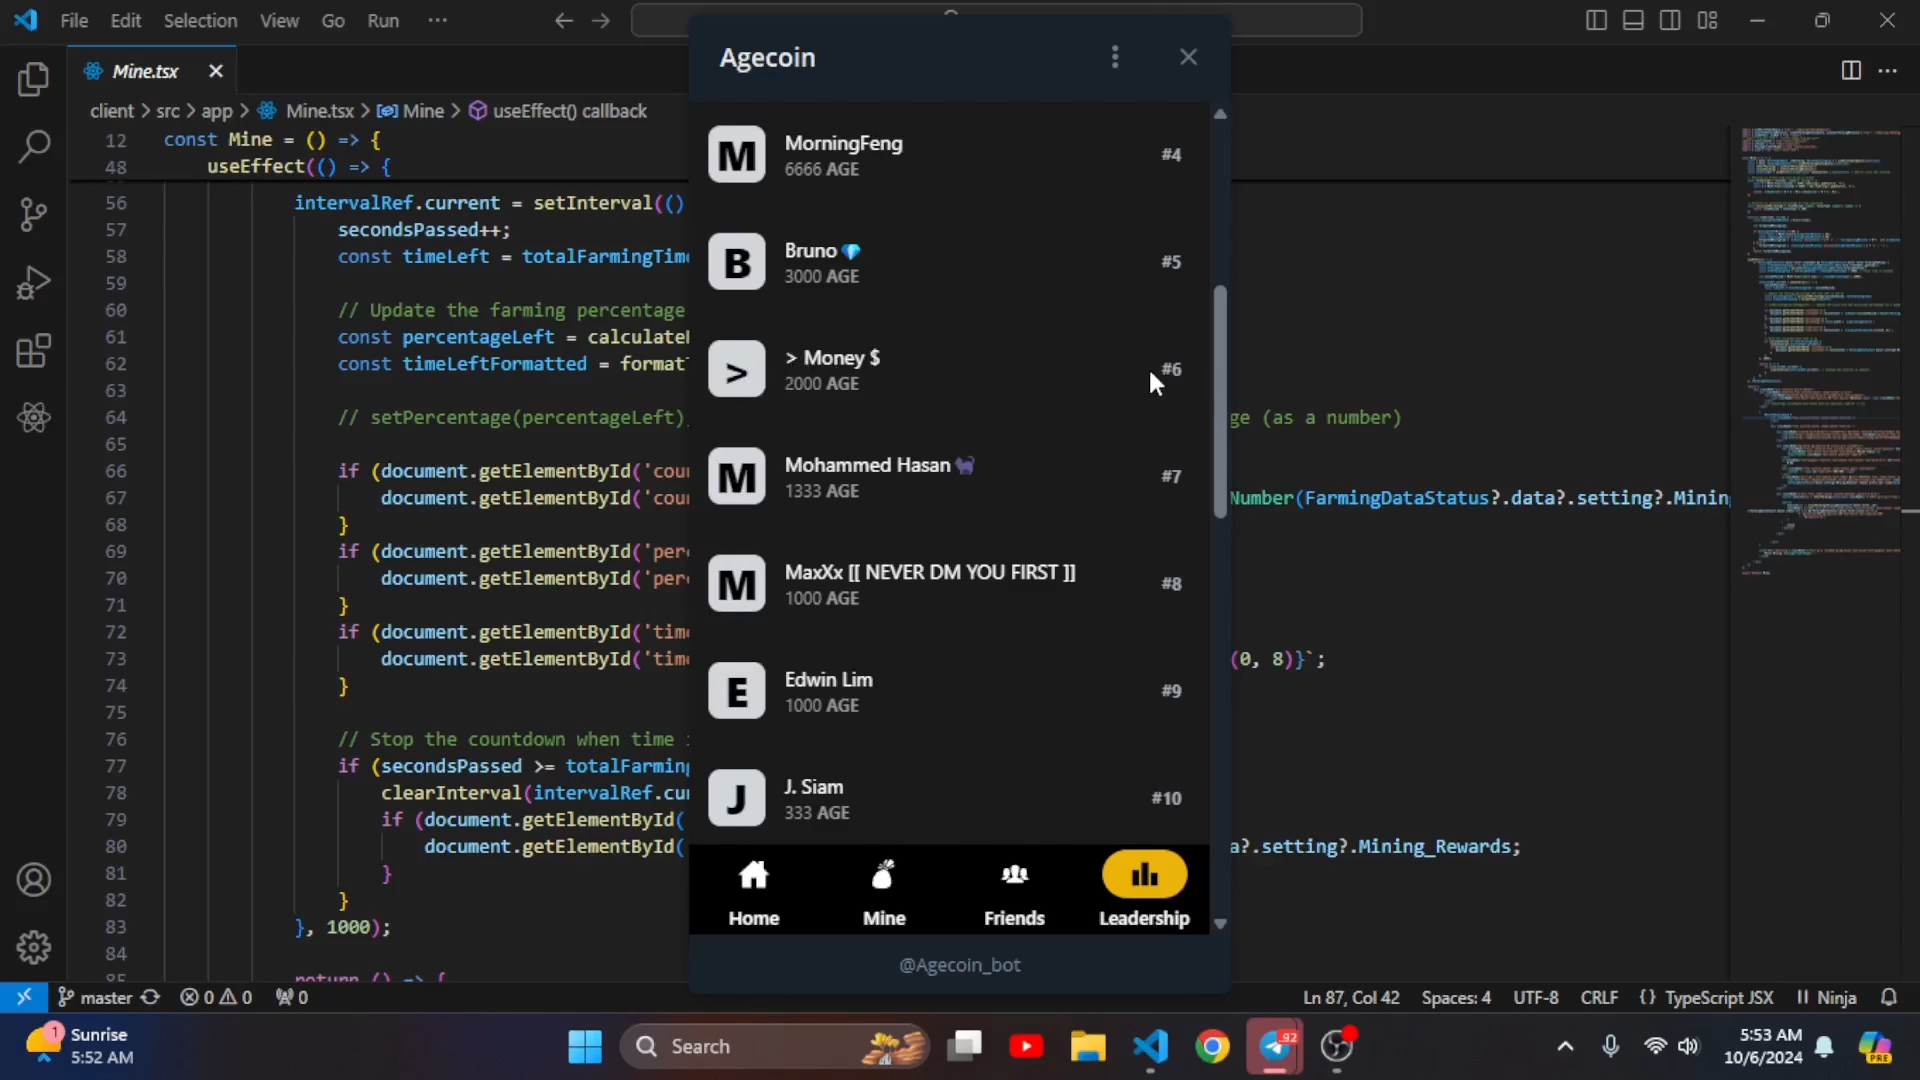 File Edit Selection View Go Run ...
Agecoin
Mine.tsx
client > src > app > Mine.tsx > Mine > useEffect() callback
12 const Mine = () => {
48 useEffect(() => {
56 intervalRef.current = setInterval(()
57 secondsPassed++;
58 const timeLeft = totalFarmingTime
59
60 // Update the farming percentage
61 const percentageLeft = calculate
62 const timeLeftFormatted = format
63
64 // setPercentage(percentageLeft) ge (as a number)
65
66 if (document.getElementById('cou
67 document.getElementById('cou Number(FarmingDataStatus?.data?.setting?.Minin
68 }
69 if (document.getElementById('per
70 document.getElementById('per
71 }
72 if (document.getElementById('tim
73 document.getElementById('tim (0, 8)}`;
74 }
75
76 // Stop the countdown when time
77 if (secondsPassed >= totalFarming
78 clearInterval(intervalRef.cu
79 if (document.getElementById(
80 document.getElementById( a?.setting?.Mining_Rewards;
81 }
82 }
83 }, 1000);
84
85 return () => {
M MorningFeng #4
6666 AGE
B Bruno💎 #5
3000 AGE
> > Money $ #6
2000 AGE
M Mohammed Hasan🐈‍⬛ #7
1333 AGE
M MaxXx [[ NEVER DM YOU FIRST ]] #8
1000 AGE
E Edwin Lim #9
1000 AGE
J J. Siam #10
333 AGE
Home Mine Friends Leadership
@Agecoin_bot
master 0 0 0 Ln 87, Col 42 Spaces: 4 UTF-8 CRLF {} TypeScript JSX Ninja
1 Sunrise
5:52 AM
Search
92
PRE
5:53 AM
10/6/2024